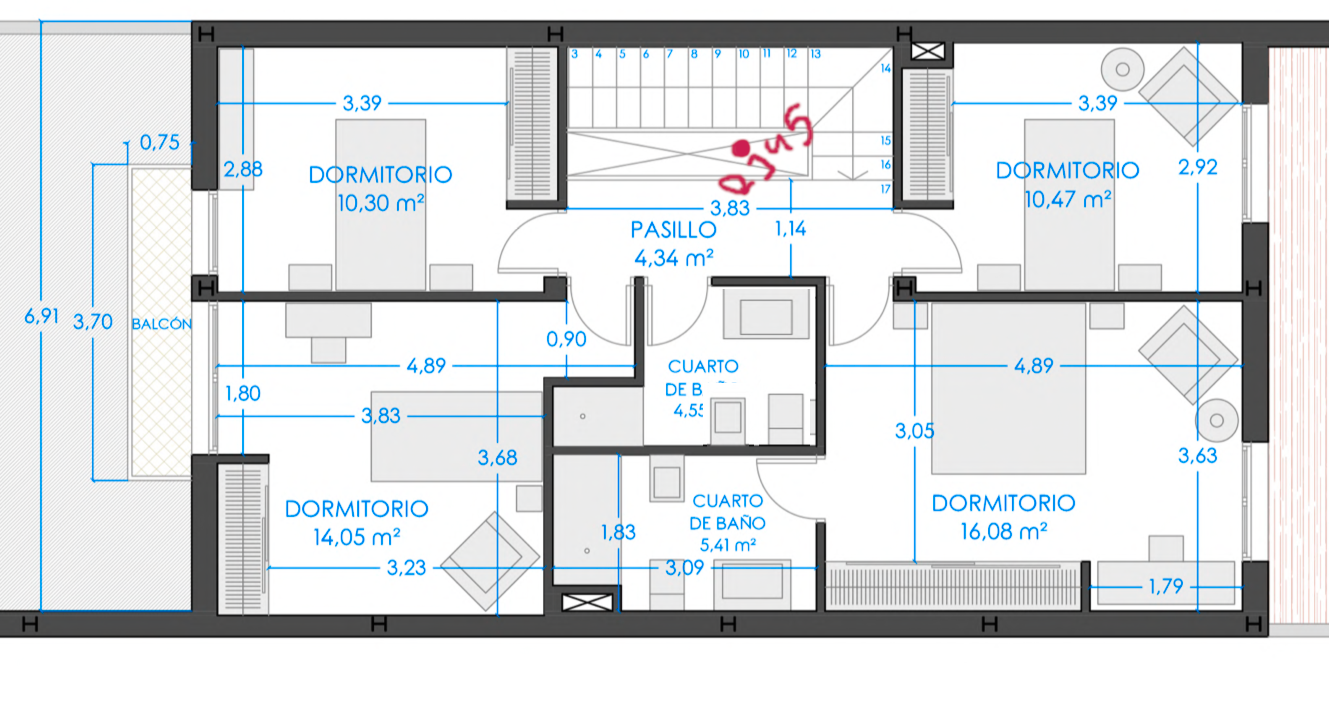 3 4 5 6 7 8 9 10 11 12 13
14
15
16
17
3,39
DORMITORIO
10,30 m²
2,88
0,75
6,91
3,70
BALCÓN
3,83
PASILLO
4,34 m²
1,14
3,39
DORMITORIO
10,47 m²
2,92
4,89
0,90
1,80
3,83
3,68
DORMITORIO
14,05 m²
3,23
CUARTO
4,55
CUARTO
DE BAÑO
5,41 m²
1,83
3,09
4,89
3,05
3,63
DORMITORIO
16,08 m²
1,79